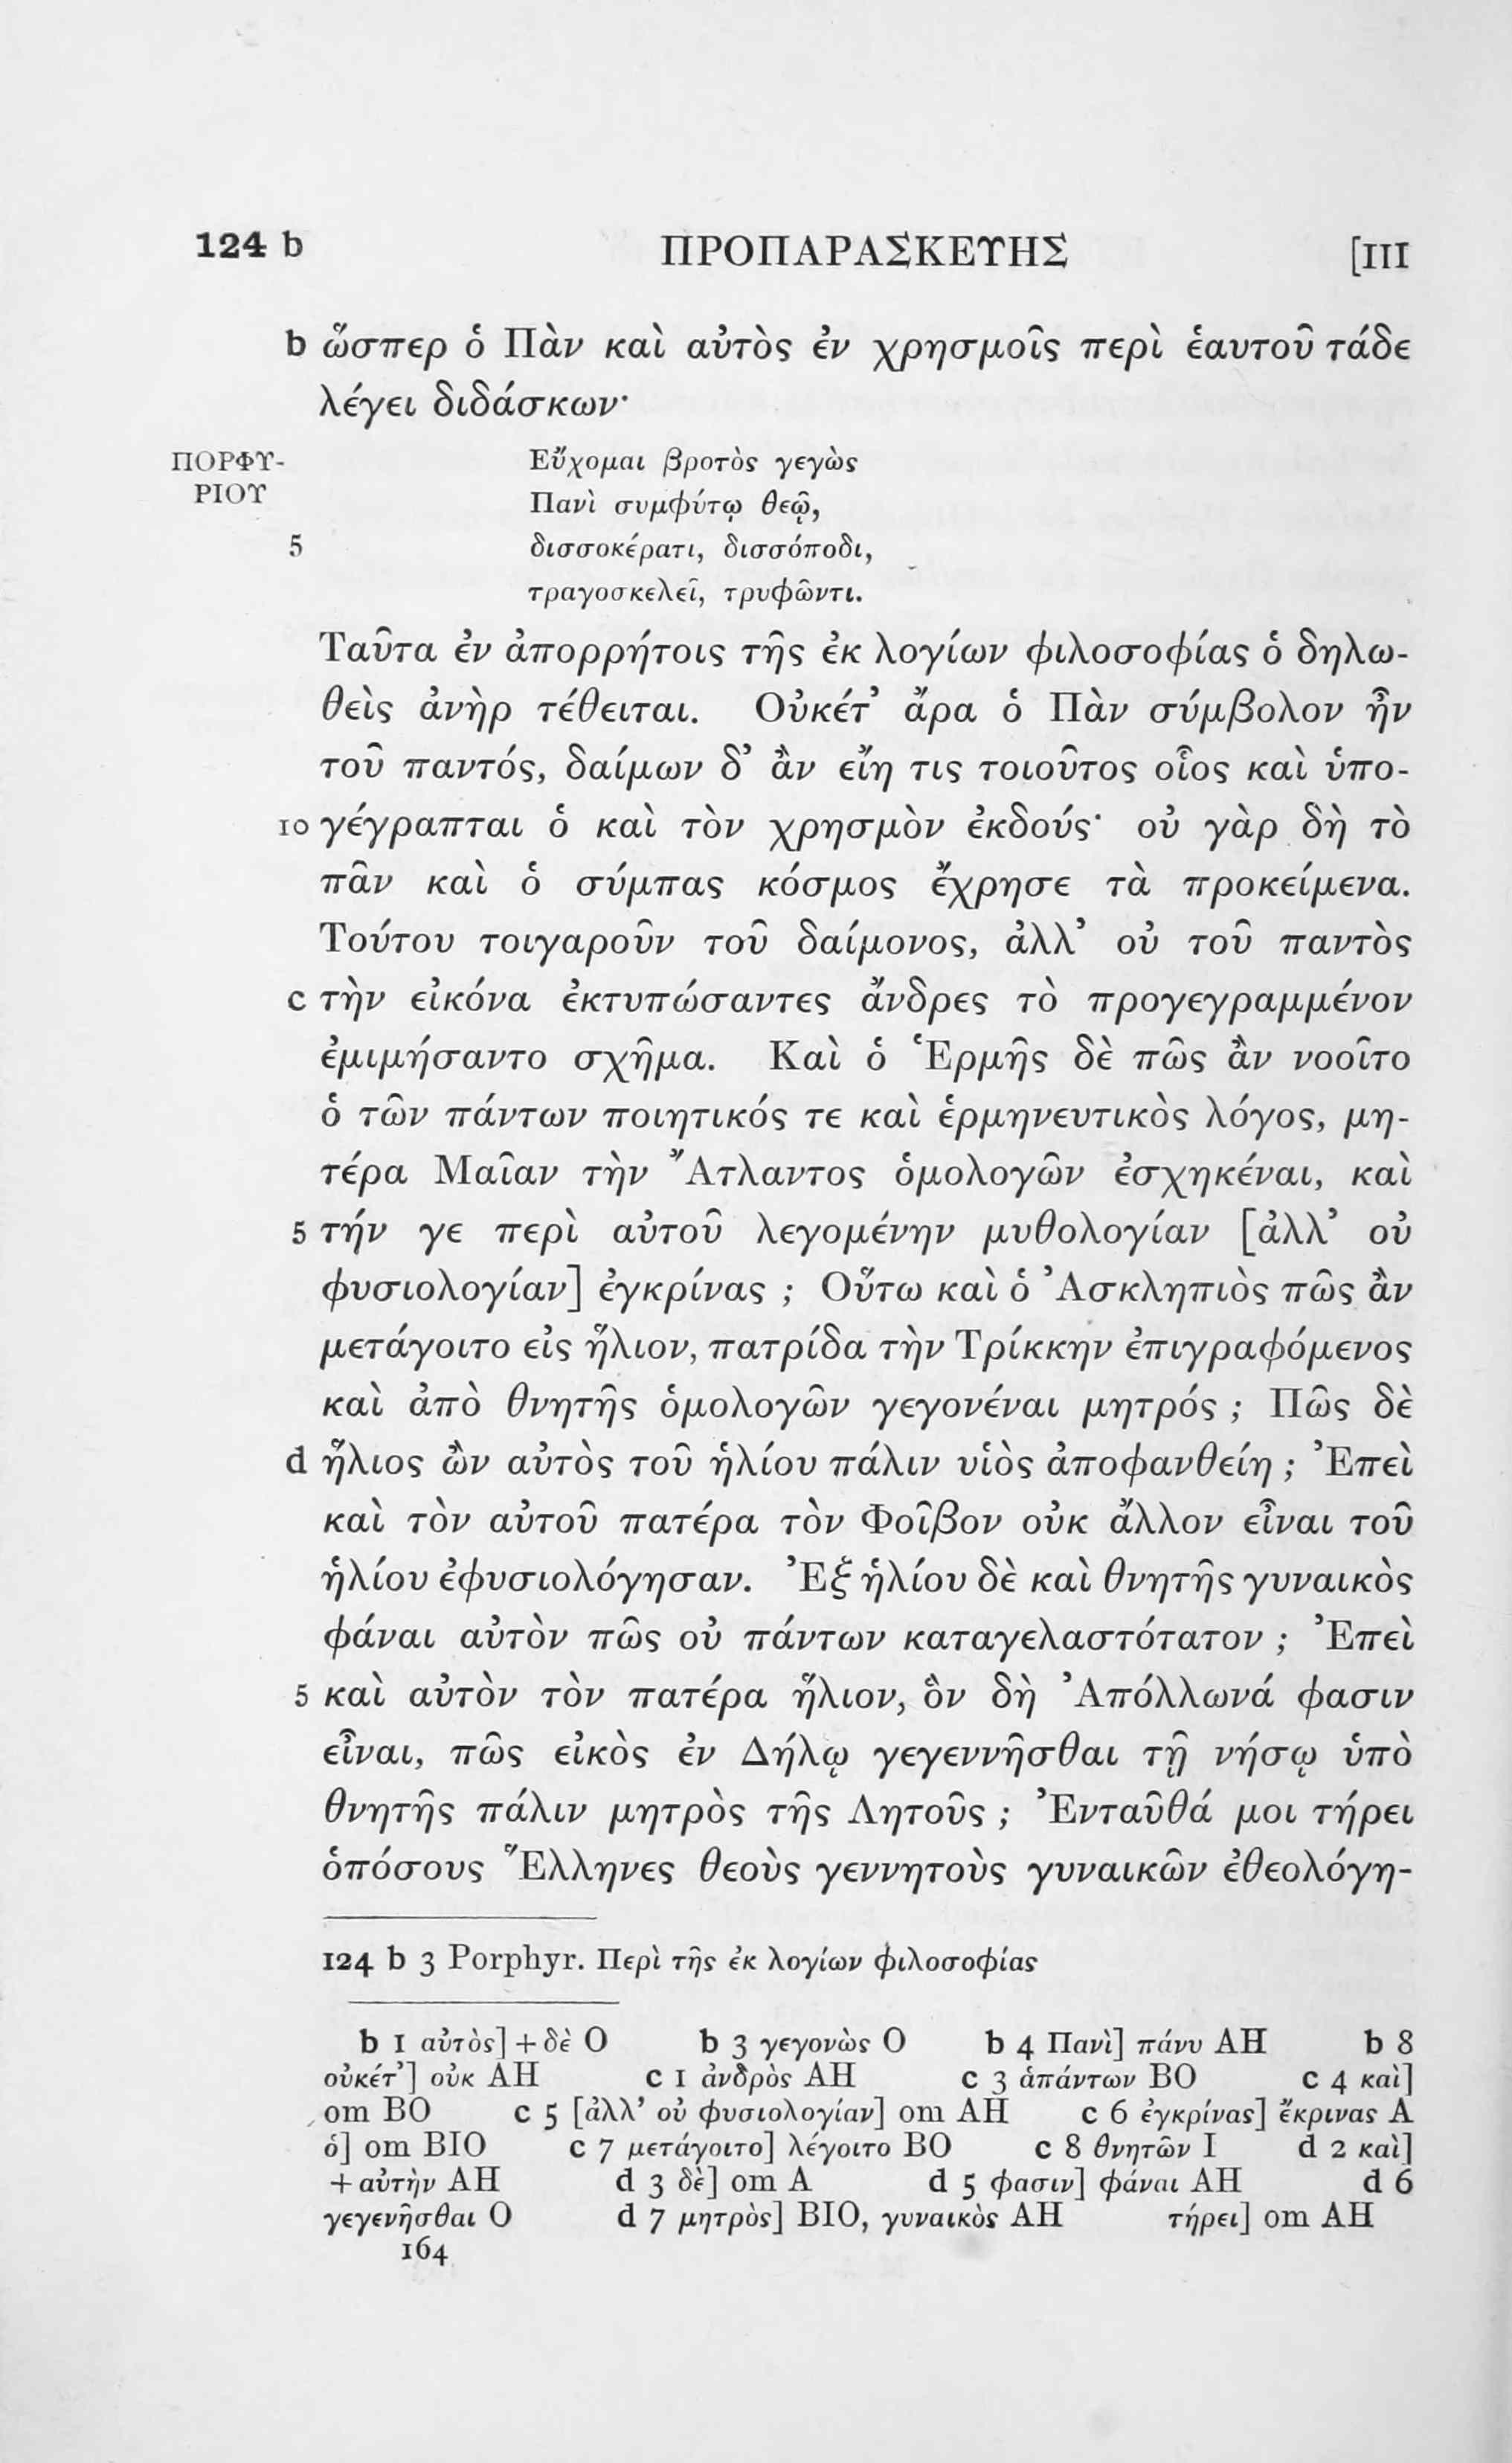 124 b ΠΡΟΠΑΡΑΣΚΕΥΗΣ [III
b ὥσπερ ὁ Πὰν καὶ αὐτὸς ἐν χρησμοῖς περὶ ἑαυτοῦ τάδε
λέγει διδάσκων·
ΠΟΡΦΥ- Εὔχομαι βροτὸς γεγὼς
ΡΙΟΥ Πανὶ συμφύτῳ θεῷ,
5 δισσοκέρατι, δισσόποδι,
τραγοσκελεῖ, τρυφῶντι.
Ταῦτα ἐν ἀπορρήτοις τῆς ἐκ λογίων φιλοσοφίας ὁ δηλω-
θεὶς ἀνὴρ τέθειται. Οὐκέτ’ ἄρα ὁ Πὰν σύμβολον ἦν
τοῦ παντός, δαίμων δ’ ἂν εἴη τις τοιοῦτος οἷος καὶ ὑπο-
10 γέγραπται ὁ καὶ τὸν χρησμὸν ἐκδούς· οὐ γὰρ δὴ τὸ
πᾶν καὶ ὁ σύμπας κόσμος ἔχρησε τὰ προκείμενα.
Τούτου τοιγαροῦν τοῦ δαίμονος, ἀλλ’ οὐ τοῦ παντὸς
c τὴν εἰκόνα ἐκτυπώσαντες ἄνδρες τὸ προγεγραμμένον
ἐμιμήσαντο σχῆμα. Καὶ ὁ Ἑρμῆς δὲ πῶς ἂν νοοῖτο
ὁ τῶν πάντων ποιητικός τε καὶ ἑρμηνευτικὸς λόγος, μη-
τέρα Μαῖαν τὴν Ἄτλαντος ὁμολογῶν ἐσχηκέναι, καὶ
5 τήν γε περὶ αὐτοῦ λεγομένην μυθολογίαν [ἀλλ’ οὐ
φυσιολογίαν] ἐγκρίνας ; Οὕτω καὶ ὁ Ἀσκληπιὸς πῶς ἂν
μετάγοιτο εἰς ἥλιον, πατρίδα τὴν Τρίκκην ἐπιγραφόμενος
καὶ ἀπὸ θνητῆς ὁμολογῶν γεγονέναι μητρός ; Πῶς δὲ
d ἥλιος ὢν αὐτὸς τοῦ ἡλίου πάλιν υἱὸς ἀποφανθείη ; Ἐπεὶ
καὶ τὸν αὐτοῦ πατέρα τὸν Φοῖβον οὐκ ἄλλον εἶναι τοῦ
ἡλίου ἐφυσιολόγησαν. Ἐξ ἡλίου δὲ καὶ θνητῆς γυναικὸς
φάναι αὐτὸν πῶς οὐ πάντων καταγελαστότατον ; Ἐπεὶ
5 καὶ αὐτὸν τὸν πατέρα ἥλιον, ὃν δὴ Ἀπόλλωνά φασιν
εἶναι, πῶς εἰκὸς ἐν Δήλῳ γεγεννῆσθαι τῇ νήσῳ ὑπὸ
θνητῆς πάλιν μητρὸς τῆς Λητοῦς ; Ἐνταῦθά μοι τήρει
ὁπόσους Ἕλληνες θεοὺς γεννητοὺς γυναικῶν ἐθεολόγη-
124 b 3 Porphyr. Περὶ τῆς ἐκ λογίων φιλοσοφίας
b 1 αὐτὸς] + δὲ O b 3 γεγονὼς O b 4 Πανὶ] πάνυ AH b 8
οὐκέτ’] οὐκ AH c 1 ἀνδρὸς AH c 3 ἁπάντων BO c 4 καὶ]
om BO c 5 [ἀλλ’ οὐ φυσιολογίαν] om AH c 6 ἐγκρίνας] ἔκρινας A
ὁ] om BIO c 7 μετάγοιτο] λέγοιτο BO c 8 θνητῶν I d 2 καὶ]
+ αὐτὴν AH d 3 δὲ] om A d 5 φασιν] φάναι AH d 6
γεγενῆσθαι O d 7 μητρὸς] BIO, γυναικὸς AH τήρει] om AH
164